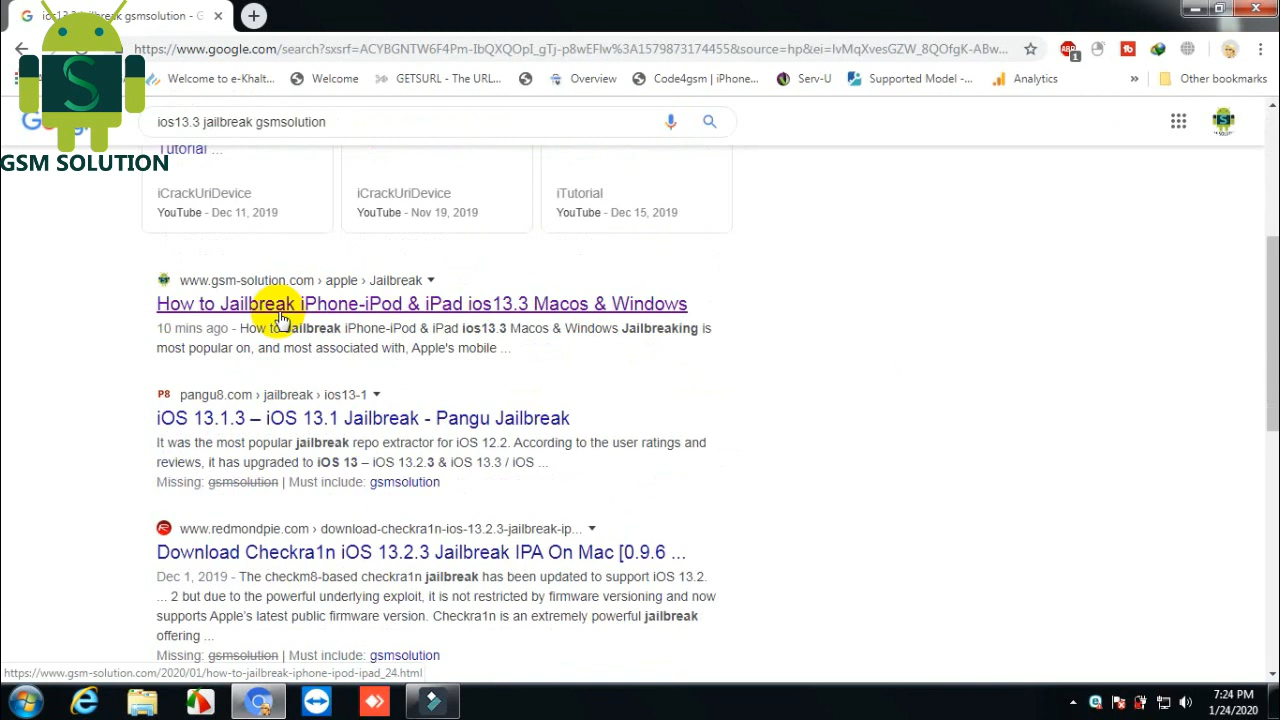 ios13.3 jailbreak gsmsolution - G
https://www.google.com/search?sxsrf=ACYBGNTW6F4Pm-IbQXQOpI_gTj-p8wEFlw%3A1579873174455&source=hp&ei=lvMqXvesGZW_8QOfgK-ABw...
ABP
1
Welcome to e-Khalt...
Welcome
GETSURL - The URL...
Overview
Code4gsm | iPhone...
Serv-U
Supported Model -...
Analytics
»
Other bookmarks
S
GSM SOLUTION
ios13.3 jailbreak gsmsolution
Tutorial ...
iCrackUriDevice
YouTube - Dec 11, 2019
iCrackUriDevice
YouTube - Nov 19, 2019
iTutorial
YouTube - Dec 15, 2019
www.gsm-solution.com › apple › Jailbreak
How to Jailbreak iPhone-iPod & iPad ios13.3 Macos & Windows
10 mins ago - How to Jailbreak iPhone-iPod & iPad ios13.3 Macos & Windows Jailbreaking is
most popular on, and most associated with, Apple's mobile ...
P8 pangu8.com › jailbreak › ios13-1
iOS 13.1.3 – iOS 13.1 Jailbreak - Pangu Jailbreak
It was the most popular jailbreak repo extractor for iOS 12.2. According to the user ratings and
reviews, it has upgraded to iOS 13 – iOS 13.2.3 & iOS 13.3 / iOS ...
Missing: gsmsolution | Must include: gsmsolution
www.redmondpie.com › download-checkra1n-ios-13.2.3-jailbreak-ip...
Download Checkra1n iOS 13.2.3 Jailbreak IPA On Mac [0.9.6 ...
Dec 1, 2019 - The checkm8-based checkra1n jailbreak has been updated to support iOS 13.2.
... 2 but due to the powerful underlying exploit, it is not restricted by firmware versioning and now
supports Apple's latest public firmware version. Checkra1n is an extremely powerful jailbreak
offering ...
Missing: gsmsolution | Must include: gsmsolution
https://www.gsm-solution.com/2020/01/how-to-jailbreak-iphone-ipod-ipad_24.html
7:24 PM
1/24/2020